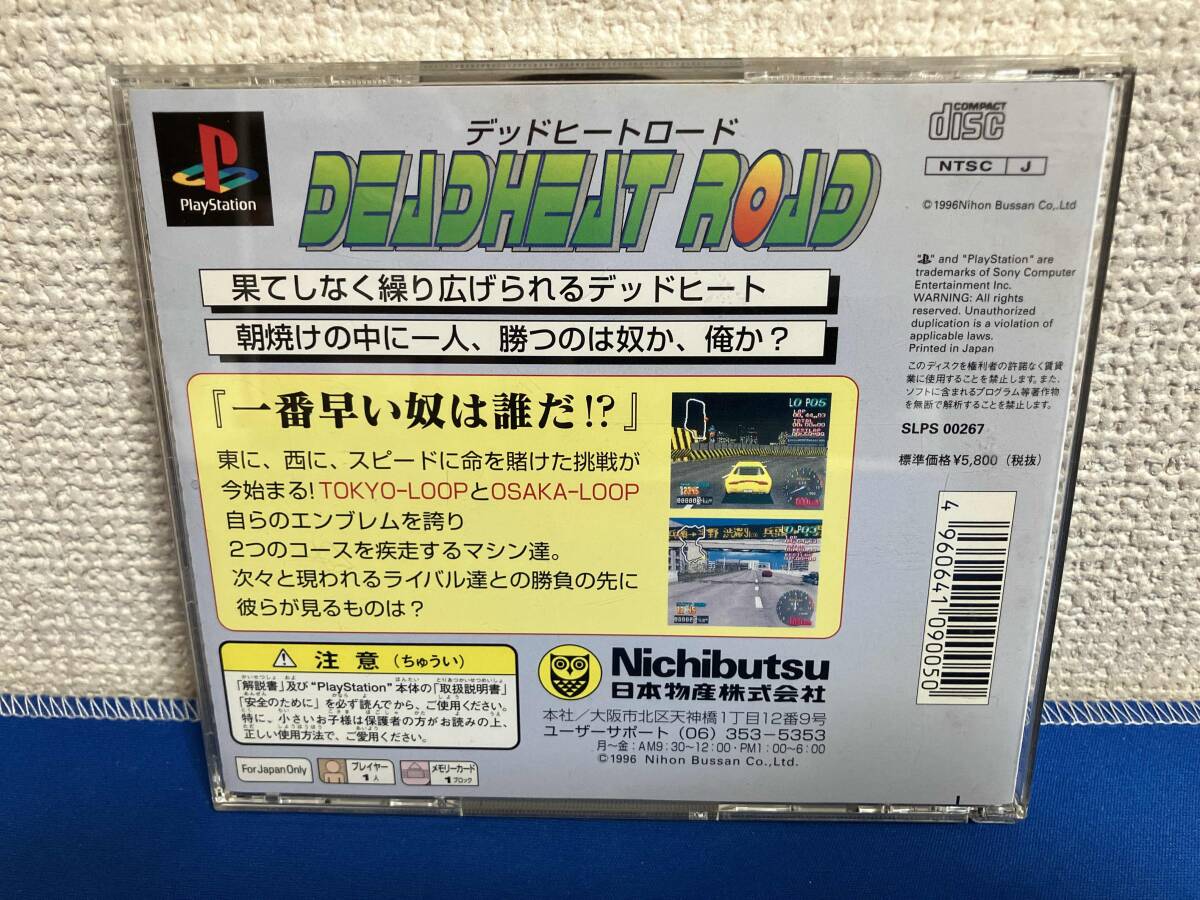 PlayStation
デッドヒートロード
DEADHEAT ROAD
果てしなく繰り広げられるデッドヒート
朝焼けの中に一人、勝つのは奴か、俺か?
『一番早い奴は誰だ!?』
東に、西に、スピードに命を賭けた挑戦が
今始まる!TOKYO-LOOPとOSAKA-LOOP
自らのエンブレムを誇り
2つのコースを疾走するマシン達。
次々と現われるライバル達との勝負の先に
彼らが見るものは?
LO POS
TOTAL
⚠ 注意(ちゅうい)
「解説書」及び"PlayStation"本体の「取扱説明書」
「安全のために」を必ず読んでから、ご使用ください。
特に、小さいお子様は保護者の方がお読みの上、
正しい使用方法で、ご愛用ください。
For Japan Only
プレイヤー
1人
メモリーカード
1ブロック
Nichibutsu
日本物産株式会社
本社/大阪市北区天神橋1丁目12番9号
ユーザーサポート (06) 353-5353
月~金:AM9:30~12:00・PM1:00~6:00
©1996 Nihon Bussan Co.,Ltd.
COMPACT
disc
NTSC J
©1996Nihon Bussan Co,.Ltd
" " and "PlayStation" are
trademarks of Sony Computer
Entertainment Inc.
WARNING: All rights
reserved. Unauthorized
duplication is a violation of
applicable laws.
Printed in Japan
このディスクを権利者の許諾なく賃貸
業に使用することを禁止します。また、
ソフトに含まれるプログラム等著作物
を無断で解析することを禁止します。
SLPS 00267
標準価格¥5,800(税抜)
4 960641 090050